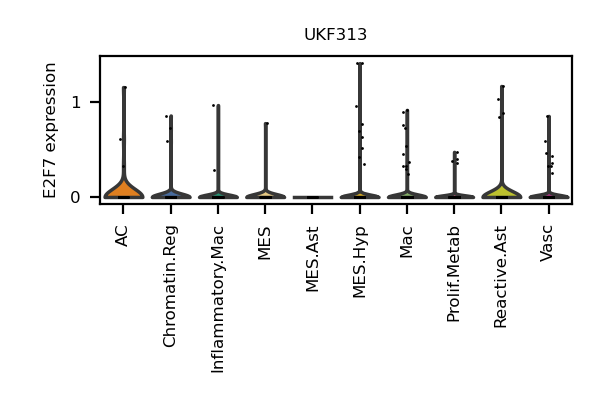 UKF313
E2F7 expression
1
0
AC
Chromatin.Reg
Inflammatory.Mac
MES
MES.Ast
MES.Hyp
Mac
Prolif.Metab
Reactive.Ast
Vasc